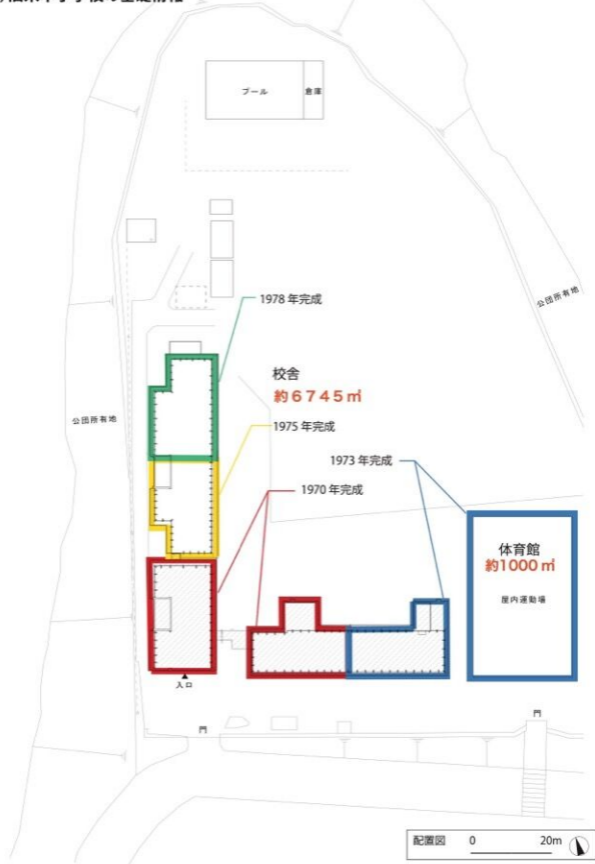 プール
倉庫
1978 年完成
公団所有地
校舎
約６７４５㎡
公団所有地
1975 年完成
1973 年完成
1970 年完成
体育館
約1000㎡
屋内運動場
入口
門
門
配置図 0 20m